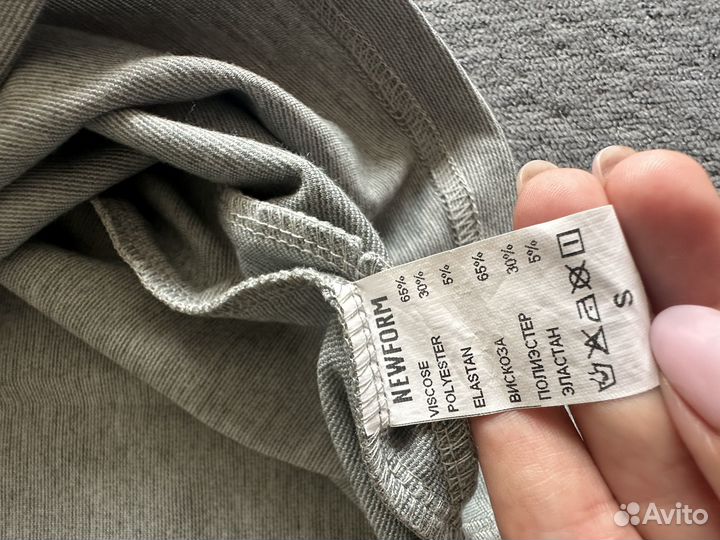 NEWFORM
VISCOSE 65%
POLYESTER 30%
ELASTAN 5%
ВИСКОЗА 65%
ПОЛИЭСТЕР 30%
ЭЛАСТАН 5%
S
Avito